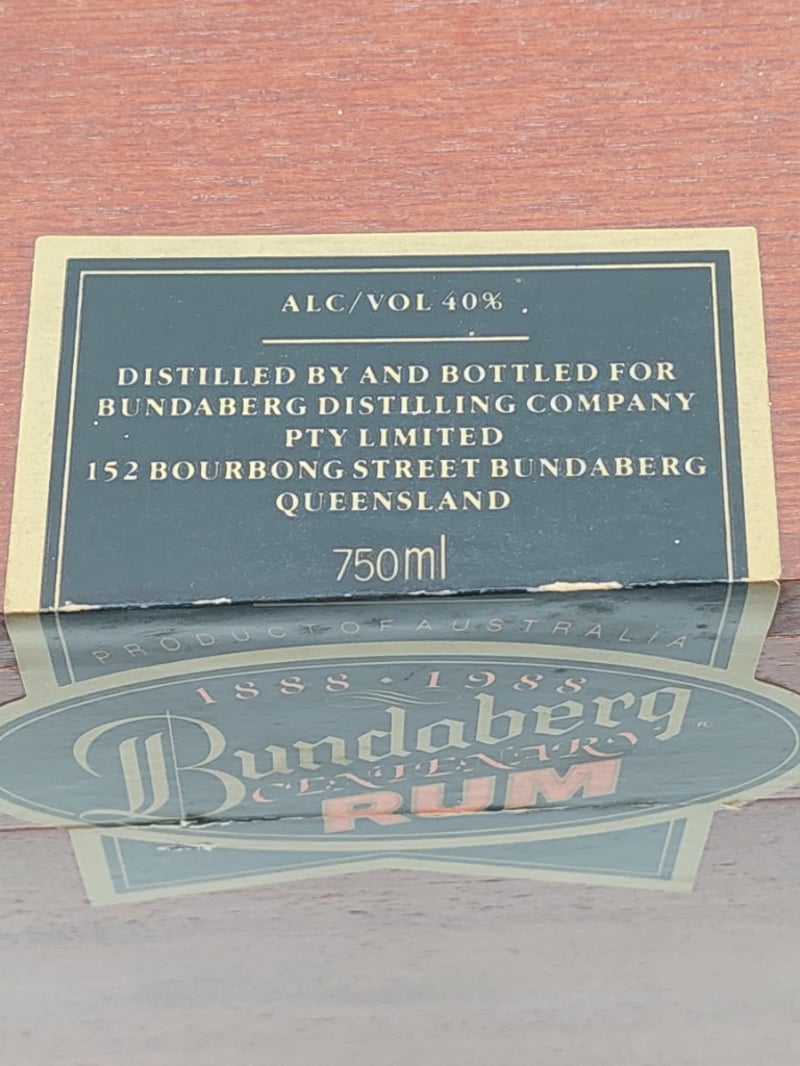 ALC/VOL 40%
DISTILLED BY AND BOTTLED FOR
BUNDABERG DISTILLING COMPANY
PTY LIMITED
152 BOURBONG STREET BUNDABERG
QUEENSLAND
750ml
PRODUCT OF AUSTRALIA
1888 • 1988
Bundaberg
CENTENARY
RUM